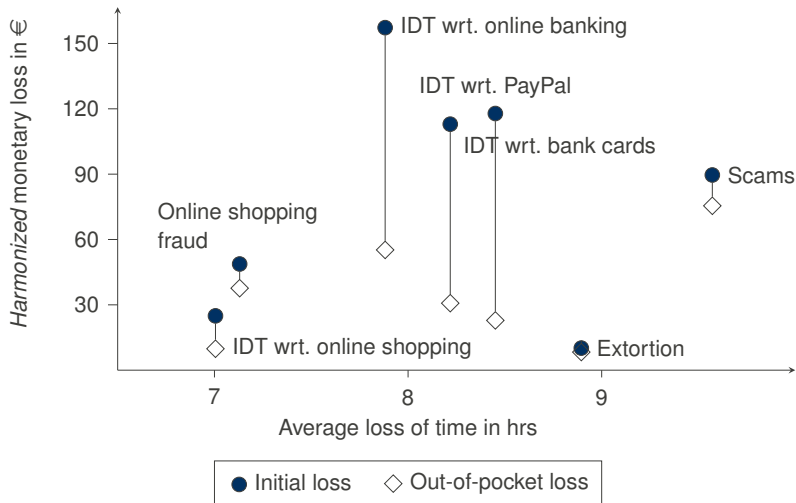 Harmonized monetary loss in €
150
120
90
60
30
IDT wrt. online banking
IDT wrt. PayPal
IDT wrt. bank cards
Scams
Online shopping
fraud
IDT wrt. online shopping
Extortion
7 8 9
Average loss of time in hrs
Initial loss Out-of-pocket loss